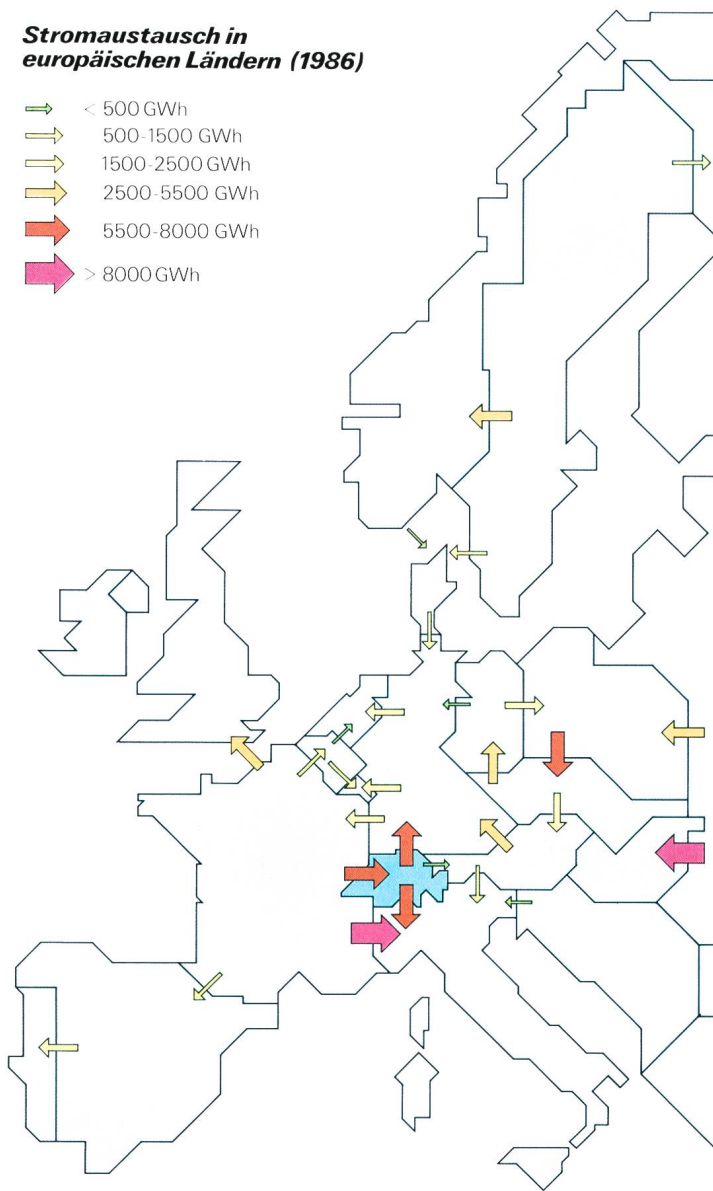 Stromaustausch in
europäischen Ländern (1986)
< 500 GWh
500-1500 GWh
1500-2500 GWh
2500-5500 GWh
5500-8000 GWh
> 8000 GWh